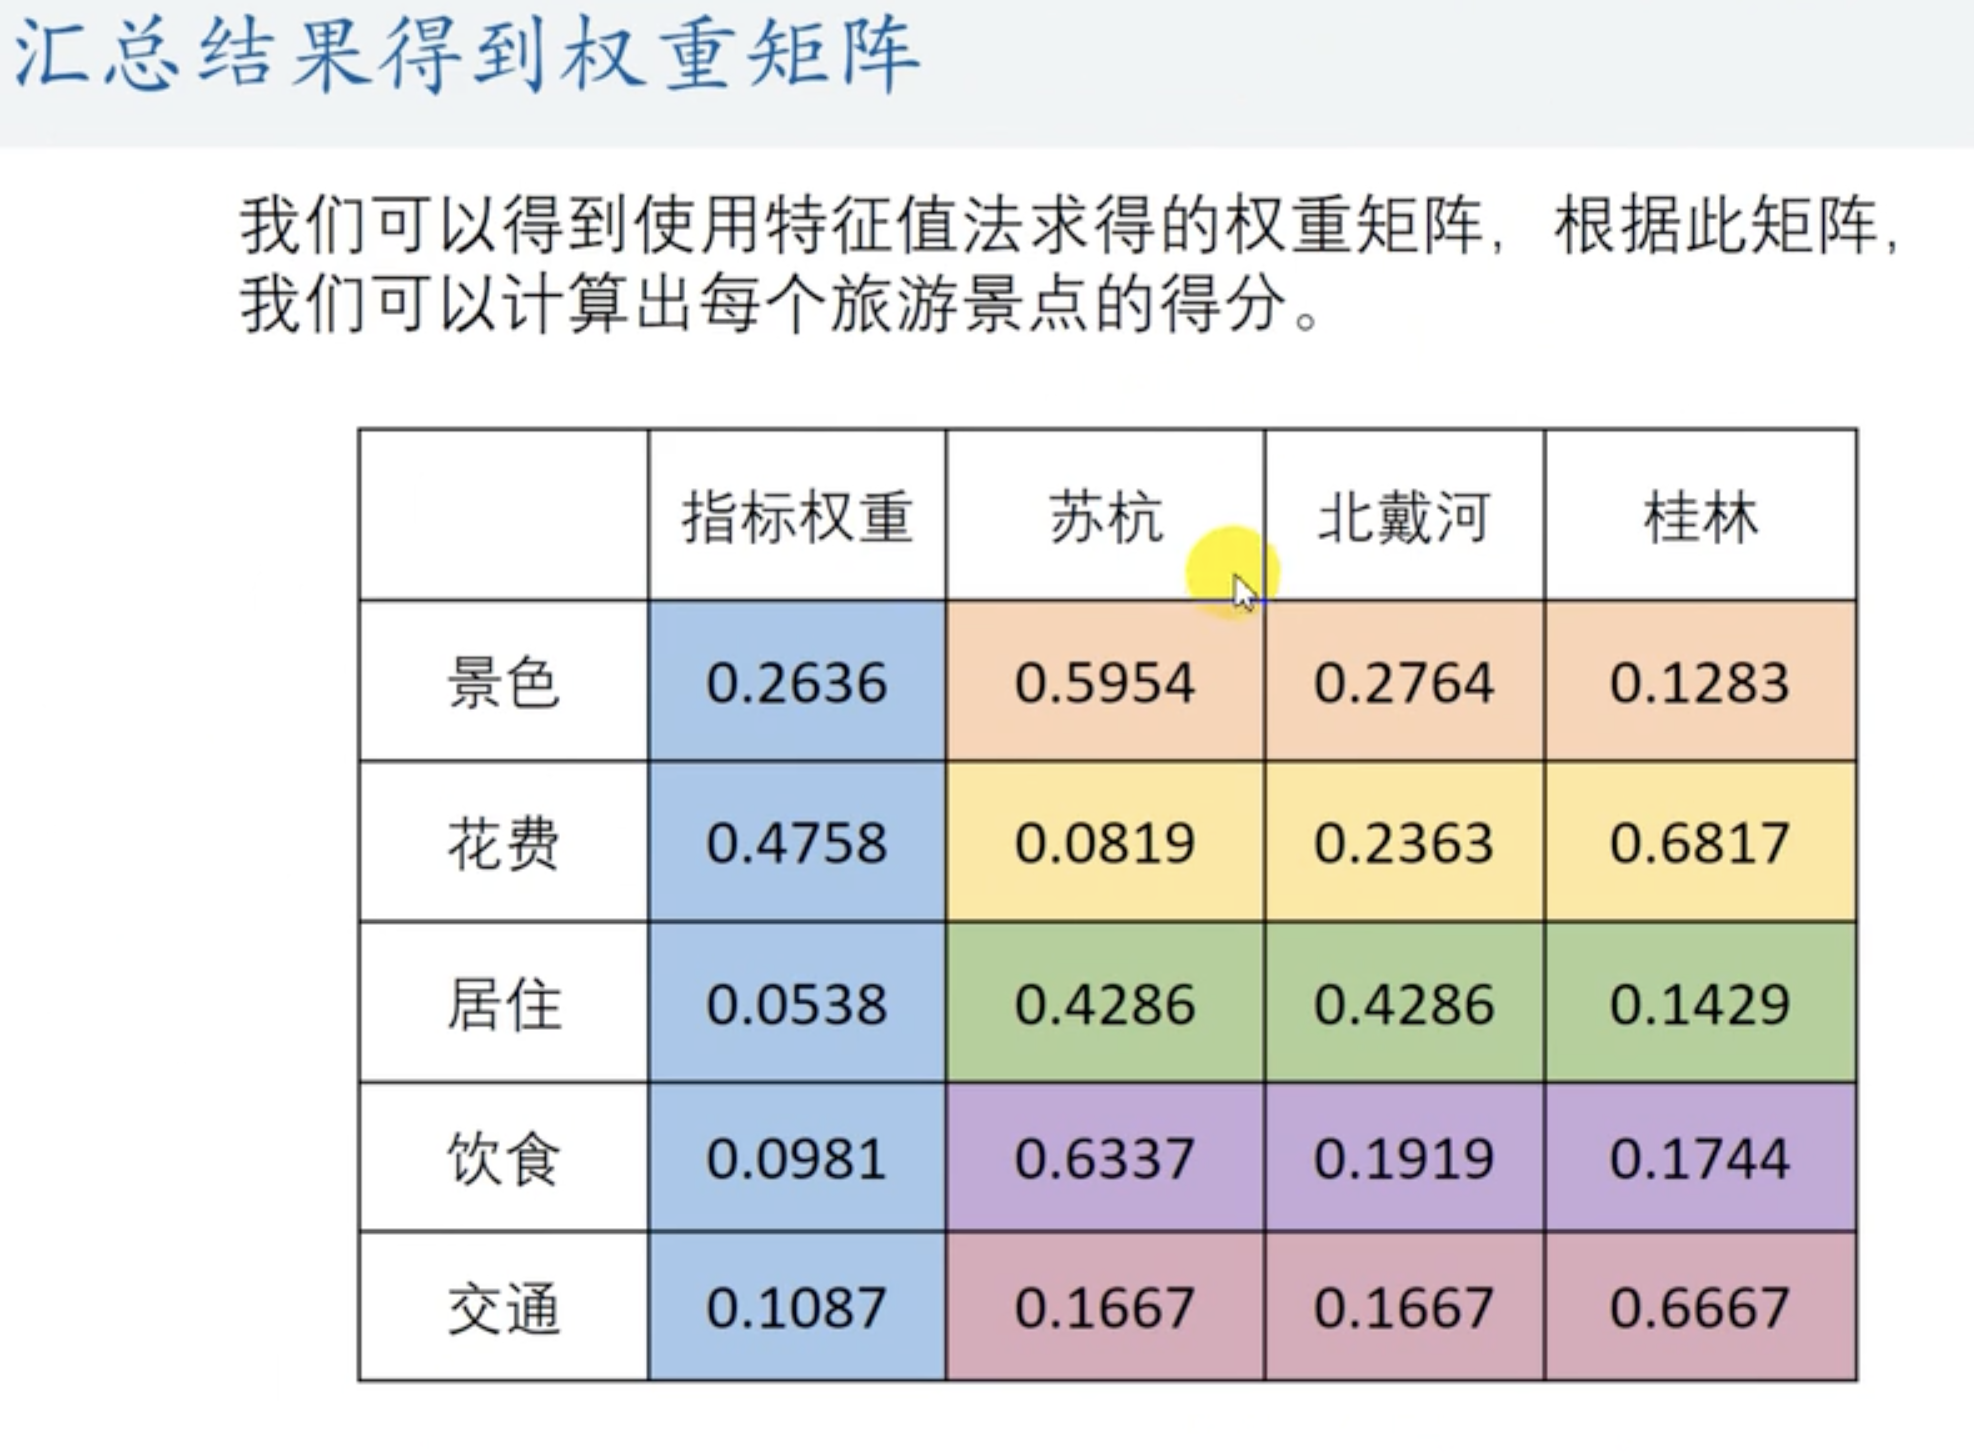 汇总结果得到权重矩阵
我们可以得到使用特征值法求得的权重矩阵，根据此矩阵，
我们可以计算出每个旅游景点的得分。
指标权重 苏杭 北戴河 桂林
景色 0.2636 0.5954 0.2764 0.1283
花费 0.4758 0.0819 0.2363 0.6817
居住 0.0538 0.4286 0.4286 0.1429
饮食 0.0981 0.6337 0.1919 0.1744
交通 0.1087 0.1667 0.1667 0.6667